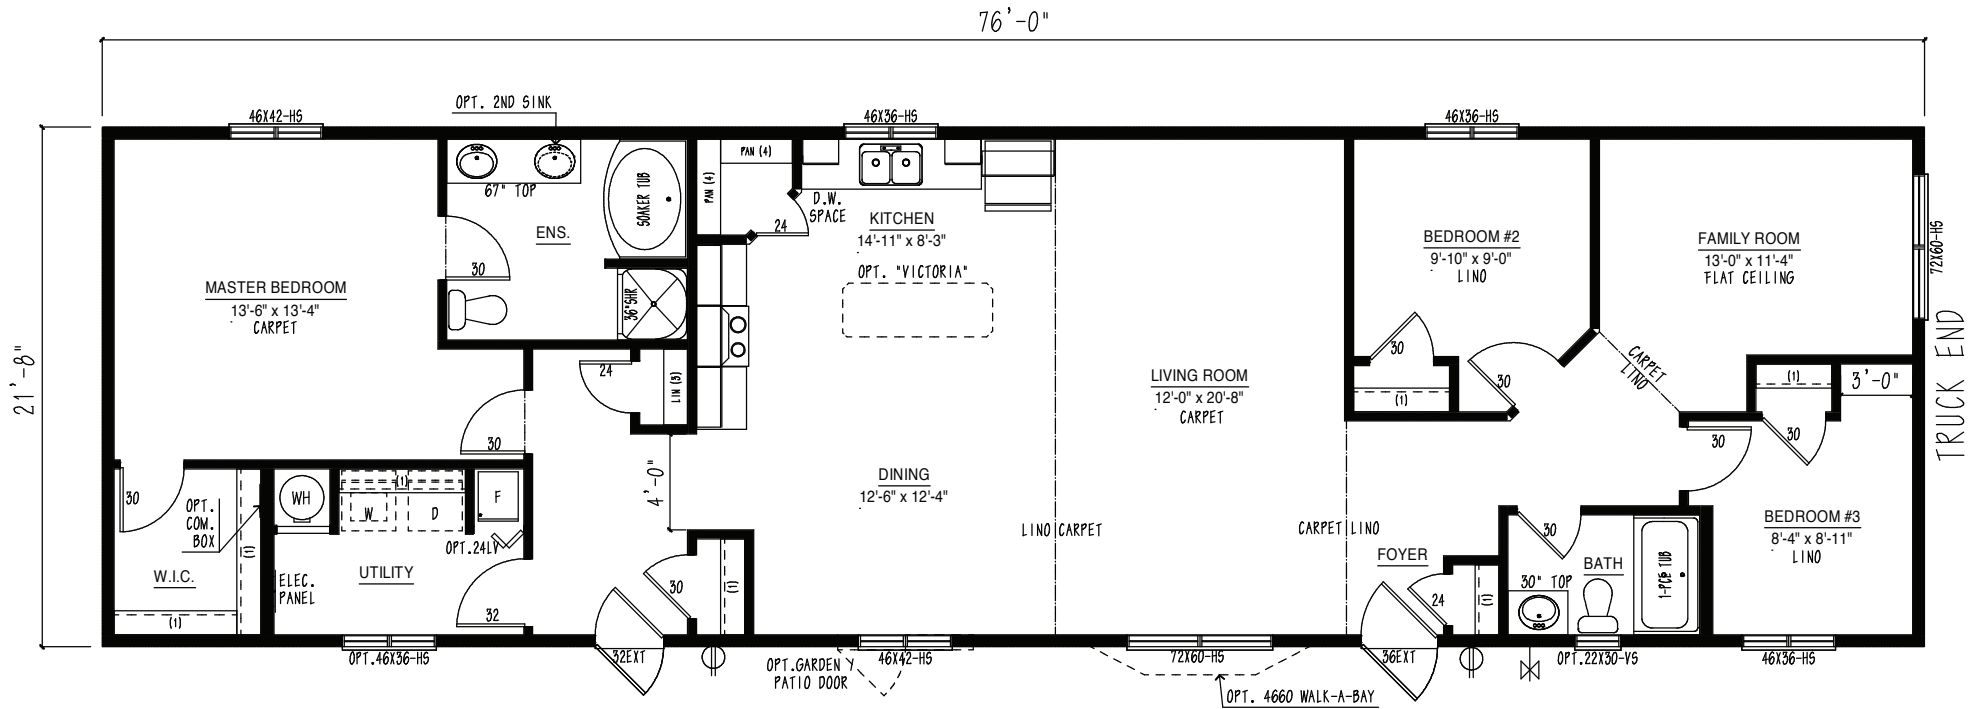 76'-0"
OPT. 2ND SINK
46X42-HS
46X36-HS
46X36-HS
67" TOP
SOAKER TUB
PAN (4)
PAN (4)
24
D.W.
SPACE
KITCHEN
14'-11" x 8'-3"
OPT. "VICTORIA"
ENS.
30
36"SHR
BEDROOM #2
9'-10" x 9'-0"
LINO
FAMILY ROOM
13'-0" x 11'-4"
FLAT CEILING
72X60-HS
TRUCK END
MASTER BEDROOM
13'-6" x 13'-4"
CARPET
21'-8"
24
LIN (3)
30
30
(1)
30
CARPET
LINO
(1)
3'-0"
LIVING ROOM
12'-0" x 20'-8"
CARPET
30
30
30
OPT.
COM.
BOX
(1)
WH
(1)
W
D
F
OPT.24LV
4'-0"
DINING
12'-6" x 12'-4"
LINO CARPET
CARPET LINO
FOYER
30
BATH
1-PCE TUB
BEDROOM #3
8'-4" x 8'-11"
LINO
W.I.C.
(1)
ELEC.
PANEL
UTILITY
32
30
(1)
24
(1)
30" TOP
OPT.46X36-HS
32EXT
OPT.GARDEN
PATIO DOOR
46X42-HS
72X60-HS
36EXT
OPT.22X30-VS
46X36-HS
OPT. 4660 WALK-A-BAY